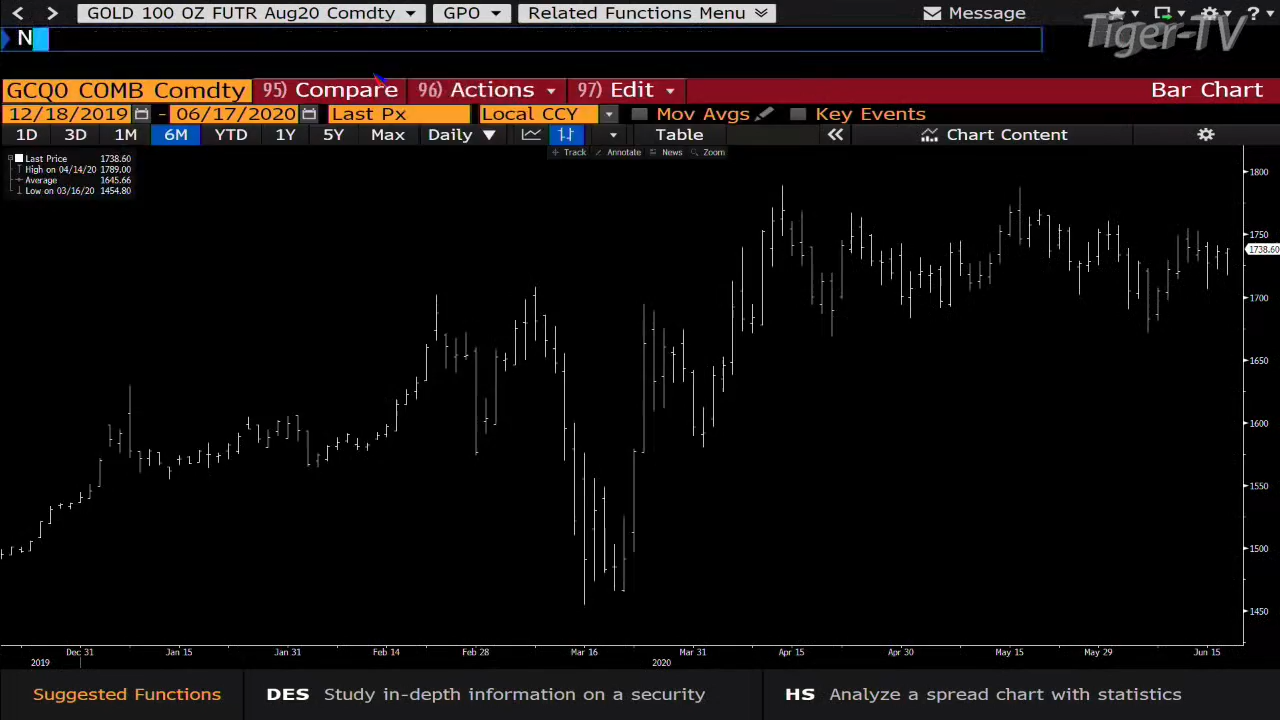 GOLD 100 OZ FUTR Aug20 Comdty GPO Related Functions Menu Message ?
N
Tiger-TV
GCQ0 COMB Comdty 95) Compare 96) Actions 97) Edit Bar Chart
12/18/2019 - 06/17/2020 Last Px Local CCY Mov Avgs Key Events
1D 3D 1M 6M YTD 1Y 5Y Max Daily Table Chart Content
Track Annotate News Zoom
Last Price 1738.60
High on 04/14/20 1789.00
Average 1645.66
Low on 03/16/20 1454.80
1800
1750
1738.60
1700
1650
1600
1550
1500
1450
Dec 31 Jan 15 Jan 31 Feb 14 Feb 28 Mar 16 Mar 31 Apr 15 Apr 30 May 15 May 29 Jun 15
2019 2020
Suggested Functions DES Study in-depth information on a security HS Analyze a spread chart with statistics